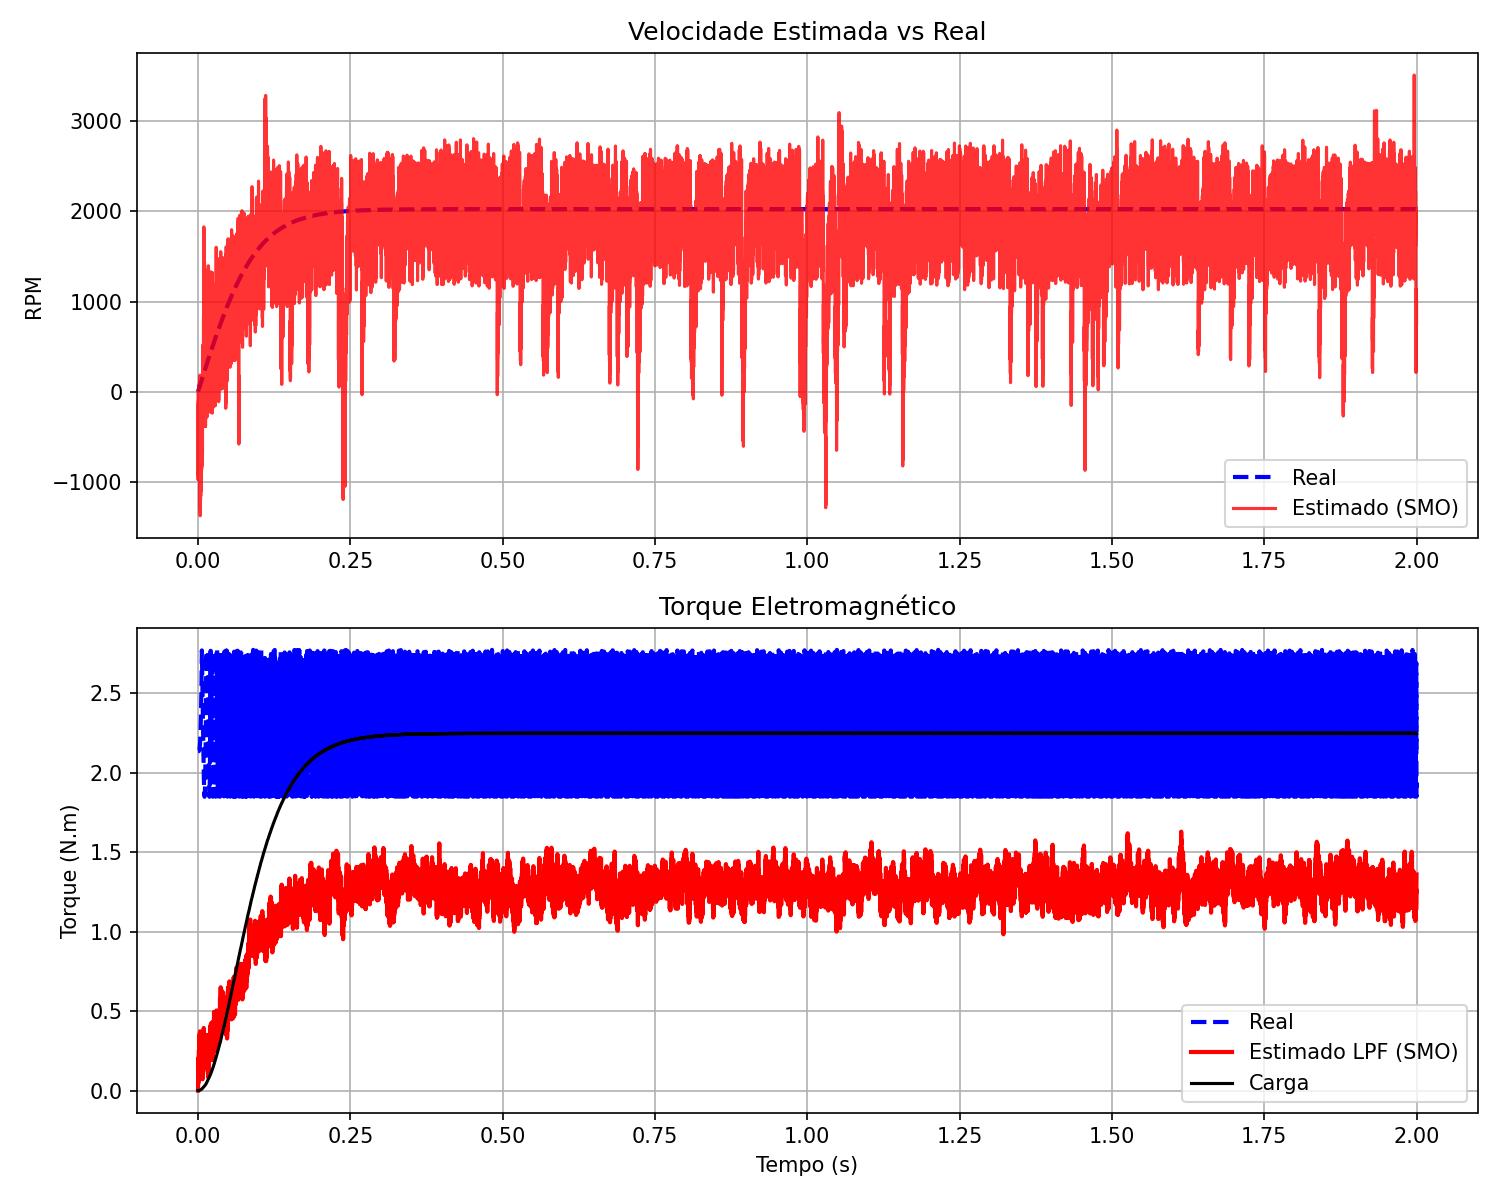 Velocidade Estimada vs Real
RPM
3000
2000
1000
0
−1000
Real
Estimado (SMO)
0.00 0.25 0.50 0.75 1.00 1.25 1.50 1.75 2.00
Torque Eletromagnético
Torque (N.m)
2.5
2.0
1.5
1.0
0.5
0.0
Real
Estimado LPF (SMO)
Carga
0.00 0.25 0.50 0.75 1.00 1.25 1.50 1.75 2.00
Tempo (s)